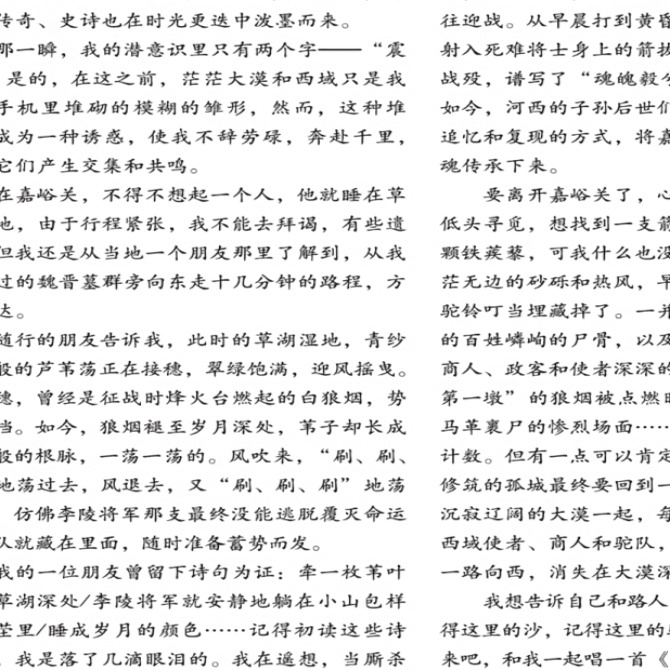 传奇、史诗也在时光更迭中泼墨而来。
那一瞬，我的潜意识里只有两个字——“震
是的，在这之前，茫茫大漠和西域只是我
手机里堆砌的模糊的雏形，然而，这种堆
成为一种诱惑，使我不辞劳碌，奔赴千里，
它们产生交集和共鸣。
在嘉峪关，不得不想起一个人，他就睡在草
地，由于行程紧张，我不能去拜谒，有些遗
但我还是从当地一个朋友那里了解到，从我
过的魏晋墓群旁向东走十几分钟的路程，方
达。
随行的朋友告诉我，此时的草湖湿地，青纱
般的芦苇荡正在接穗，翠绿饱满，迎风摇曳。
穗，曾经是征战时烽火台燃起的白狼烟，势
当。如今，狼烟褪至岁月深处，苇子却长成
般的根脉，一荡一荡的。风吹来，“刷、刷、
地荡过去，风退去，又“刷、刷、刷”地荡
仿佛李陵将军那支最终没能逃脱覆灭命运
队就藏在里面，随时准备蓄势而发。
我的一位朋友曾留下诗句为证：牵一枚苇叶
草湖深处/李陵将军就安静地躺在小山包样
茔里/睡成岁月的颜色……记得初读这些诗
，我是落了几滴眼泪的。我在遥想，当厮杀
往迎战。从早晨打到黄昏
射入死难将士身上的箭拔
战殁，谱写了“魂魄毅兮
如今，河西的子孙后世们
追忆和复现的方式，将嘉
魂传承下来。
要离开嘉峪关了，心
低头寻觅，想找到一支箭
颗铁蒺藜，可我什么也没
茫无边的砂砾和热风，早
驼铃叮当埋藏掉了。一并
的百姓嶙峋的尸骨，以及
商人、政客和使者深深的
第一墩”的狼烟被点燃时
马革裹尸的惨烈场面……
计数。但有一点可以肯定
修筑的孤城最终要回到一
沉寂辽阔的大漠一起，每
西域使者、商人和驼队，
一路向西，消失在大漠深
我想告诉自己和路人
得这里的沙，记得这里的
来吧，和我一起唱一首《